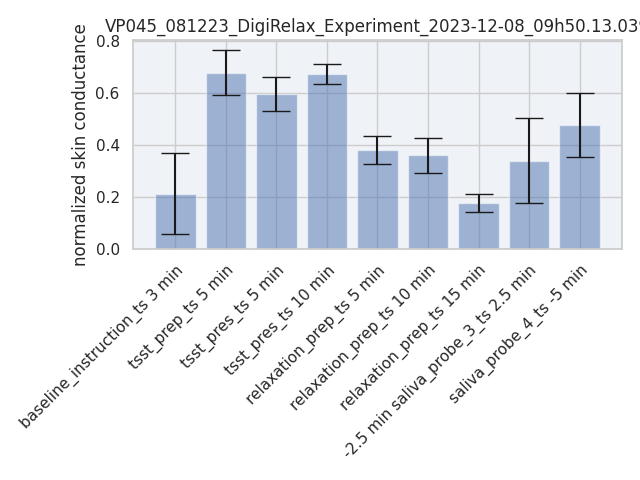 VP045_081223_DigiRelax_Experiment_2023-12-08_09h50.13.03
normalized skin conductance
0.8
0.6
0.4
0.2
0.0
baseline_instruction_ts 3 min
tsst_prep_ts 5 min
tsst_pres_ts 5 min
tsst_pres_ts 10 min
relaxation_prep_ts 5 min
relaxation_prep_ts 10 min
relaxation_prep_ts 15 min
-2.5 min saliva_probe_3_ts 2.5 min
saliva_probe_4_ts -5 min